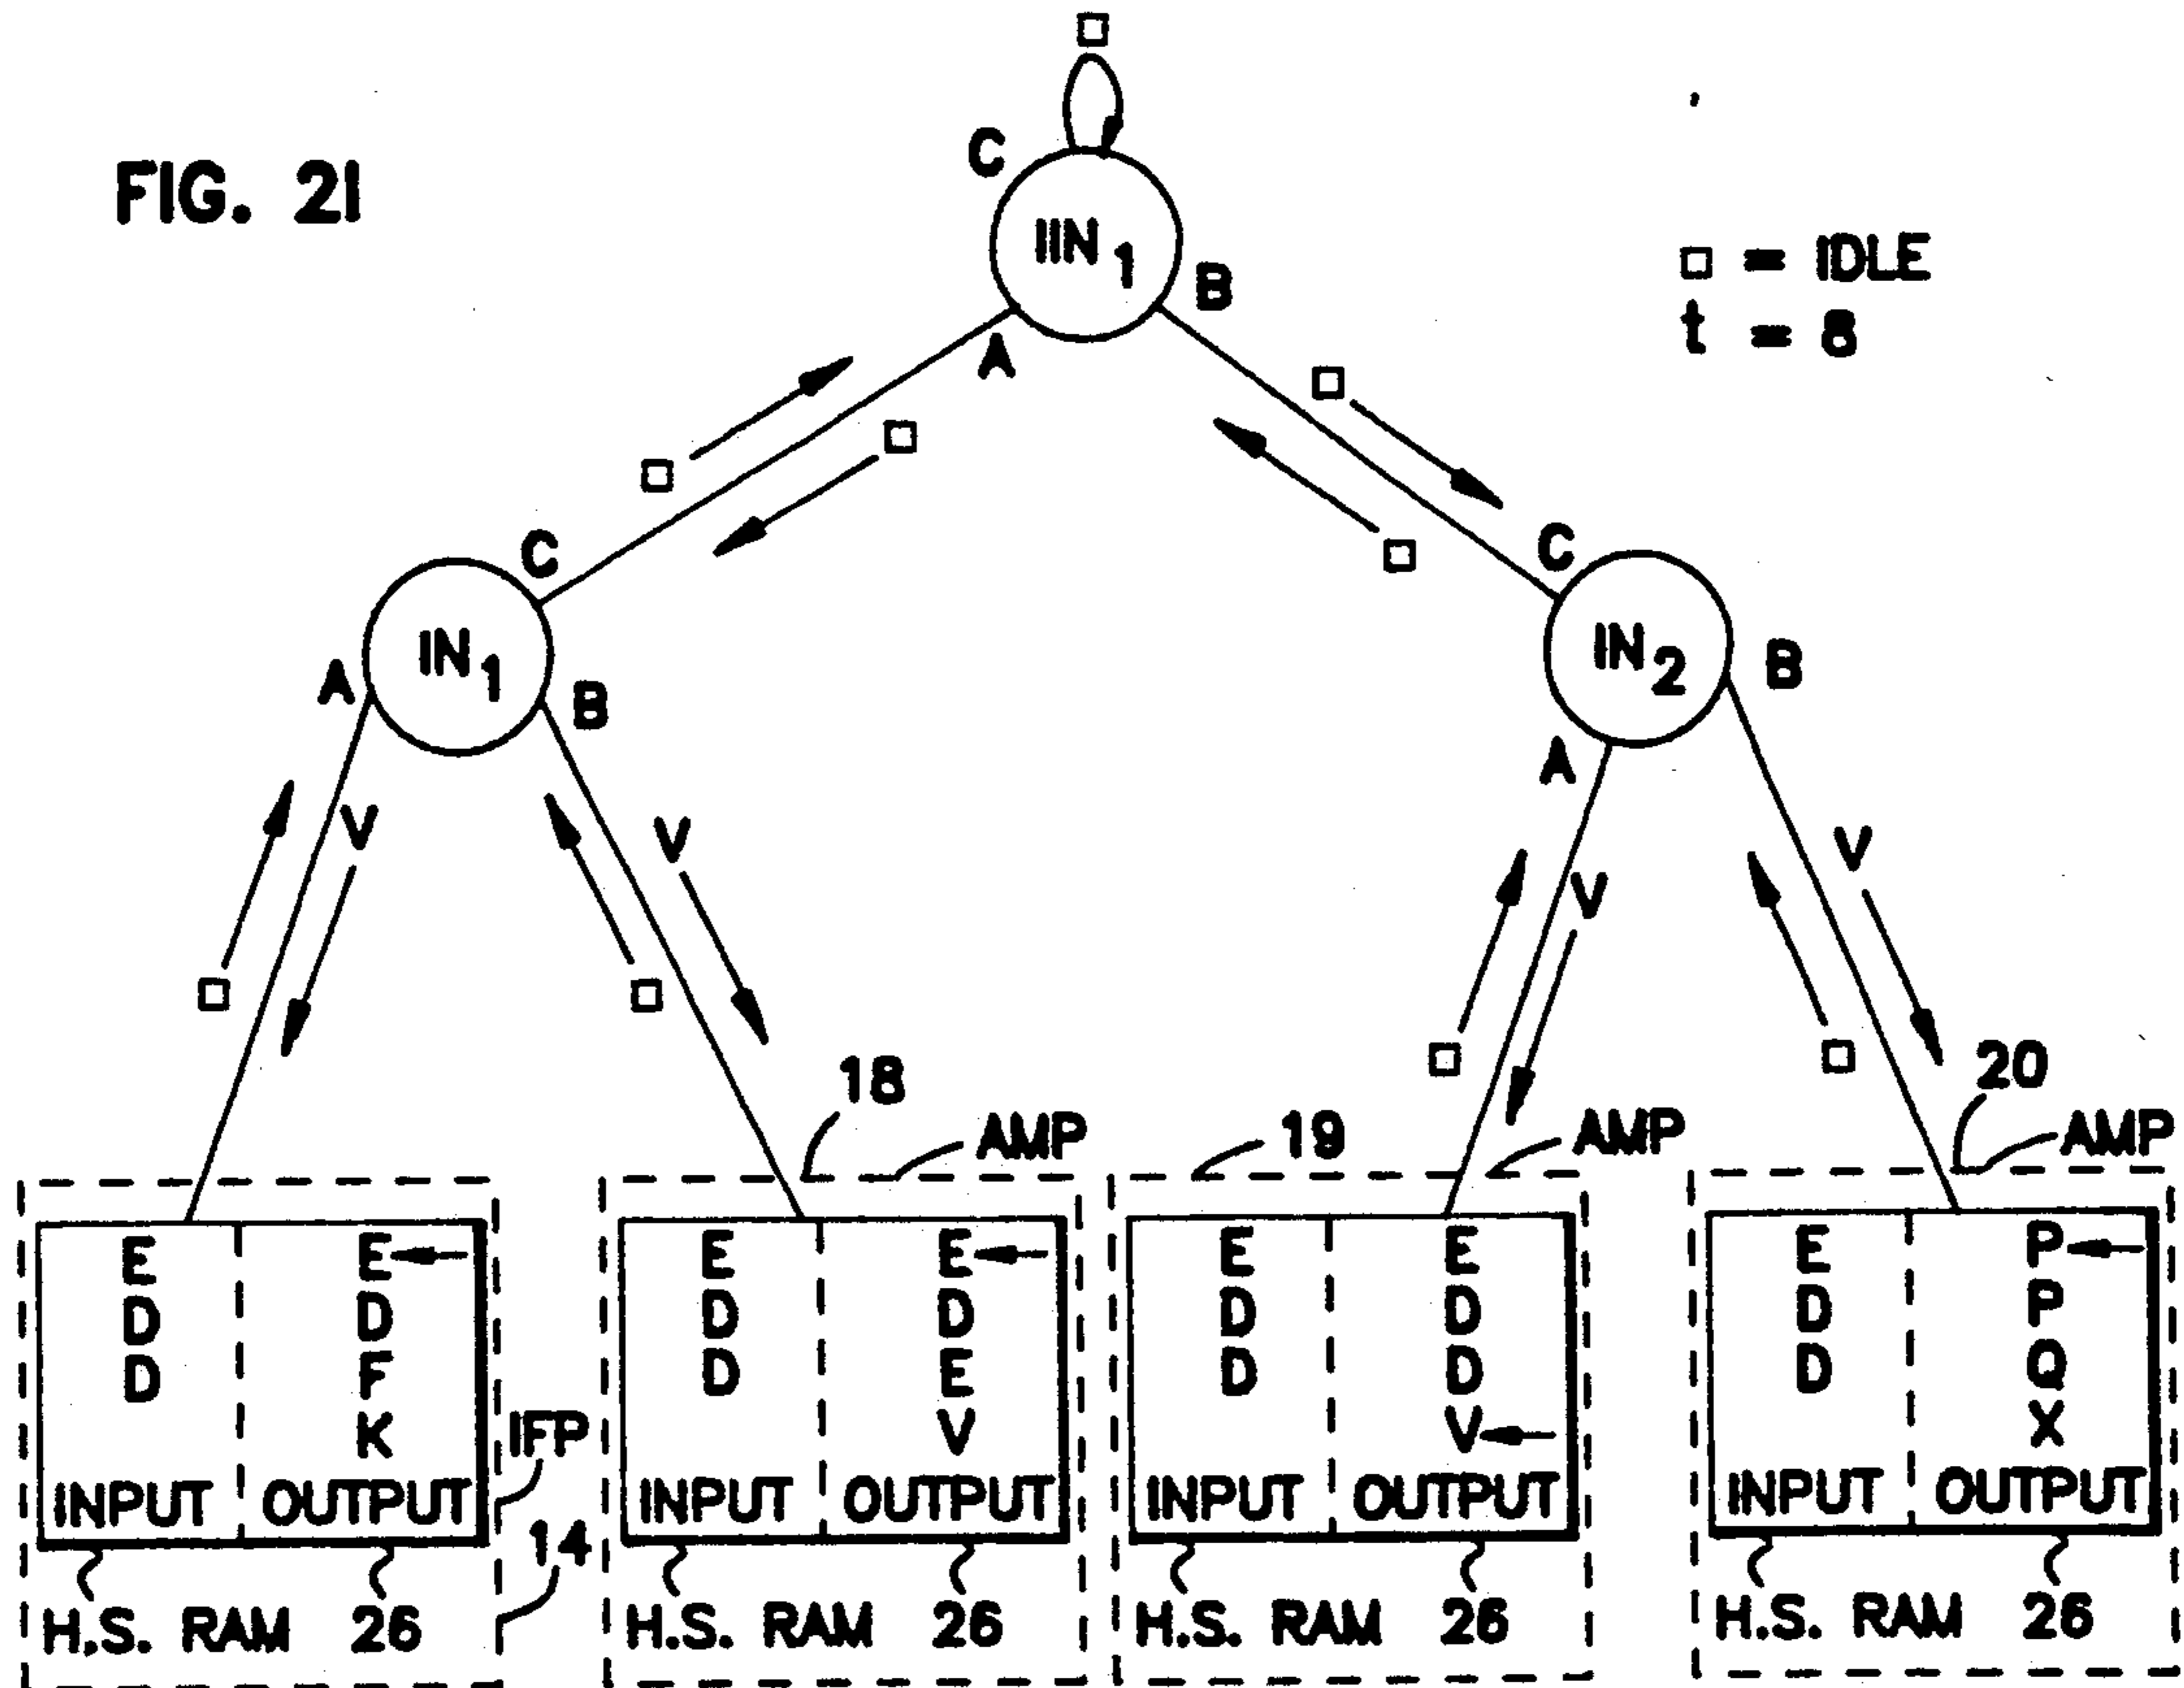 FIG. 21
C
IIN1
B
A
□ = IDLE
t = 8
C
IN1
A
B
C
IN2
B
A
V
V
V
V
18
AMP
19
AMP
20
AMP
E
D
D
INPUT
E
D
F
K
OUTPUT
IFP
14
H.S. RAM 26
E
D
D
INPUT
E
D
E
V
OUTPUT
H.S. RAM 26
E
D
D
INPUT
E
D
D
V
OUTPUT
H.S. RAM 26
E
D
D
INPUT
P
P
Q
X
OUTPUT
H.S. RAM 26